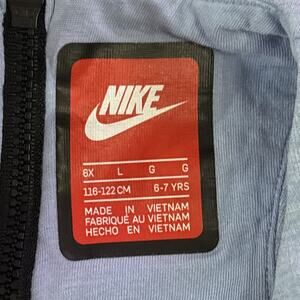 NIKE
6X L G G
116-122 CM 6-7 YRS
MADE IN VIETNAM
FABRIQUÉ AU VIETNAM
HECHO EN VIETNAM